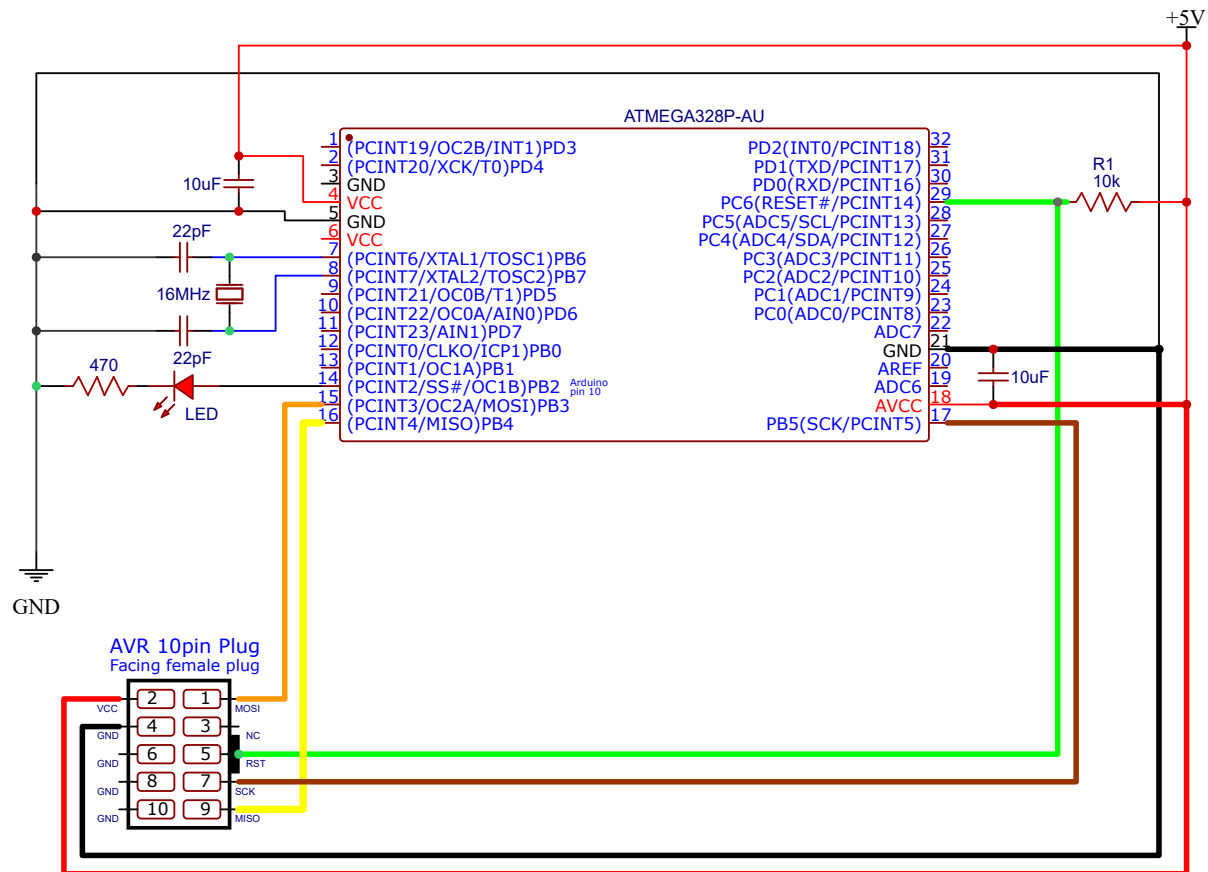 +5V
ATMEGA328P-AU
1 (PCINT19/OC2B/INT1)PD3
2 (PCINT20/XCK/T0)PD4
3 GND
4 VCC
5 GND
6 VCC
7 (PCINT6/XTAL1/TOSC1)PB6
8 (PCINT7/XTAL2/TOSC2)PB7
9 (PCINT21/OC0B/T1)PD5
10 (PCINT22/OC0A/AIN0)PD6
11 (PCINT23/AIN1)PD7
12 (PCINT0/CLKO/ICP1)PB0
13 (PCINT1/OC1A)PB1
14 (PCINT2/SS#/OC1B)PB2
Arduino
pin 10
15 (PCINT3/OC2A/MOSI)PB3
16 (PCINT4/MISO)PB4
PD2(INT0/PCINT18) 32
PD1(TXD/PCINT17) 31
PD0(RXD/PCINT16) 30
PC6(RESET#/PCINT14) 29
PC5(ADC5/SCL/PCINT13) 28
PC4(ADC4/SDA/PCINT12) 27
PC3(ADC3/PCINT11) 26
PC2(ADC2/PCINT10) 25
PC1(ADC1/PCINT9) 24
PC0(ADC0/PCINT8) 23
ADC7 22
GND 21
AREF 20
ADC6 19
AVCC 18
PB5(SCK/PCINT5) 17
R1
10k
10uF
10uF
22pF
16MHz
22pF
470
LED
GND
AVR 10pin Plug
Facing female plug
VCC 2 1 MOSI
GND 4 3 NC
GND 6 5 RST
GND 8 7 SCK
GND 10 9 MISO